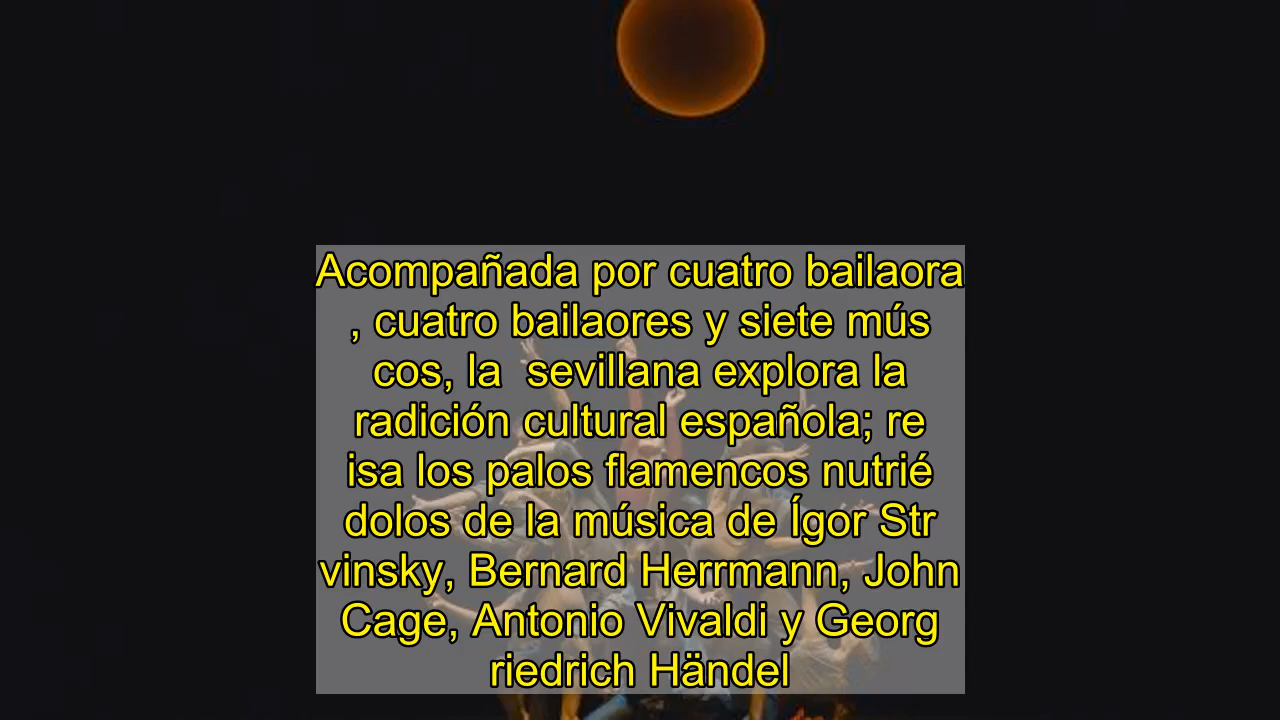 Acompañada por cuatro bailaora
, cuatro bailaores y siete mús
cos, la  sevillana explora la
radición cultural española; re
isa los palos flamencos nutrié
dolos de la música de Ígor Str
vinsky, Bernard Herrmann, John
Cage, Antonio Vivaldi y Georg
riedrich Händel